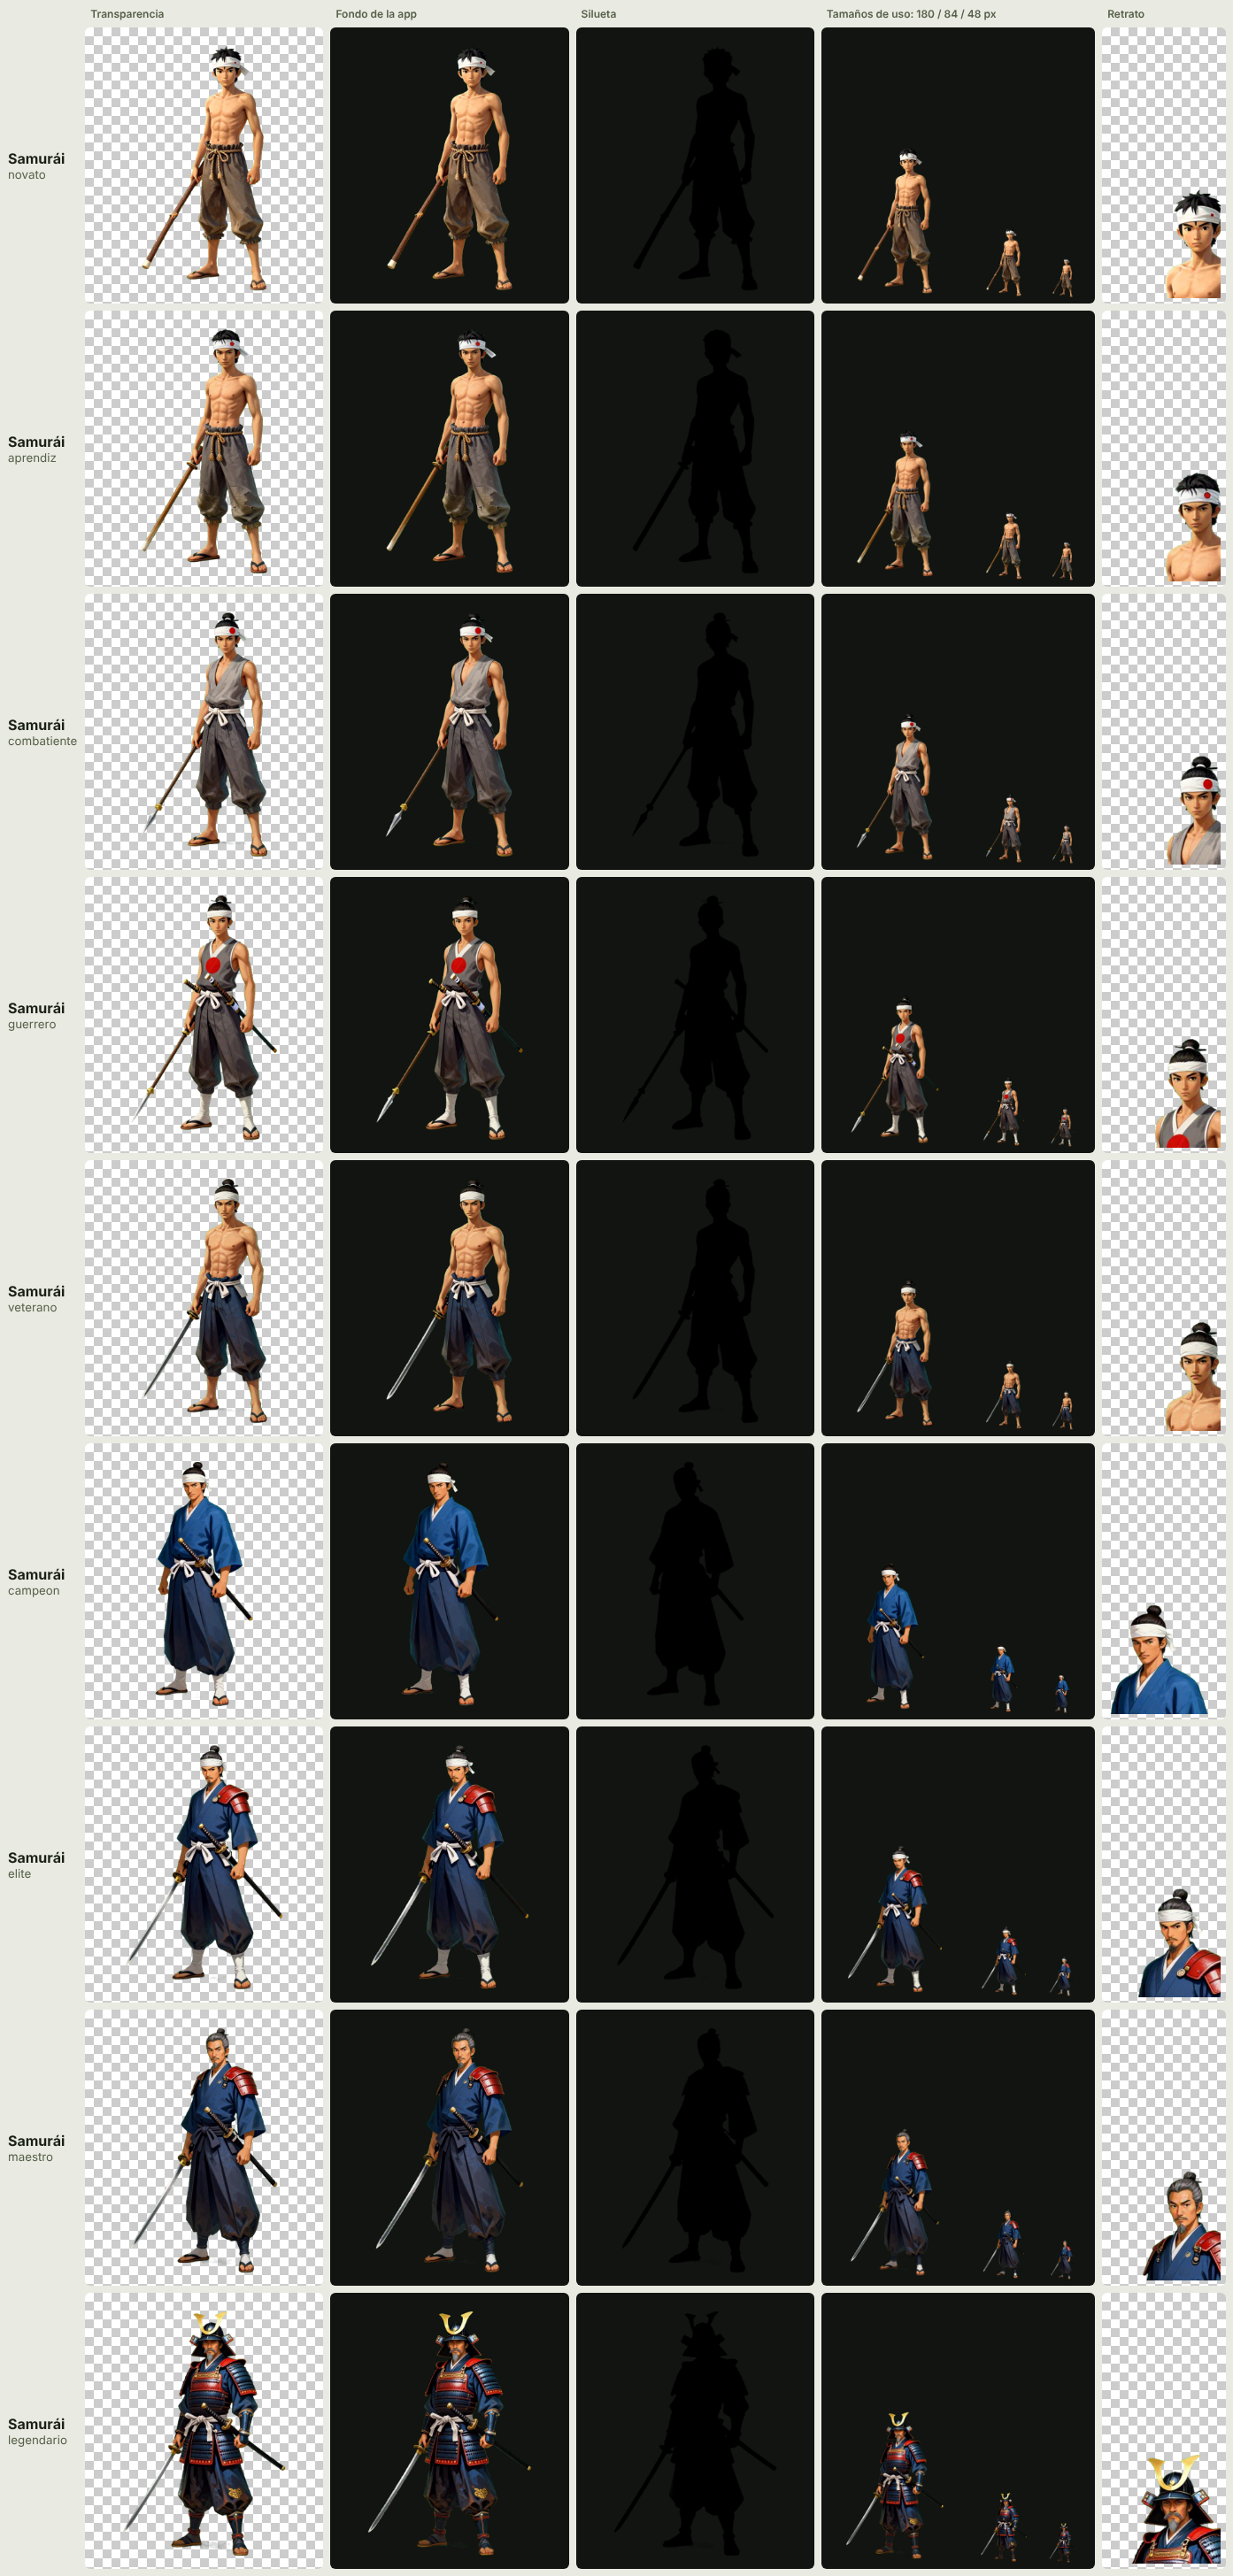 Transparencia
Fondo de la app
Silueta
Tamaños de uso: 180 / 84 / 48 px
Retrato
Samurái
novato
Samurái
aprendiz
Samurái
combatiente
Samurái
guerrero
Samurái
veterano
Samurái
campeon
Samurái
elite
Samurái
maestro
Samurái
legendario